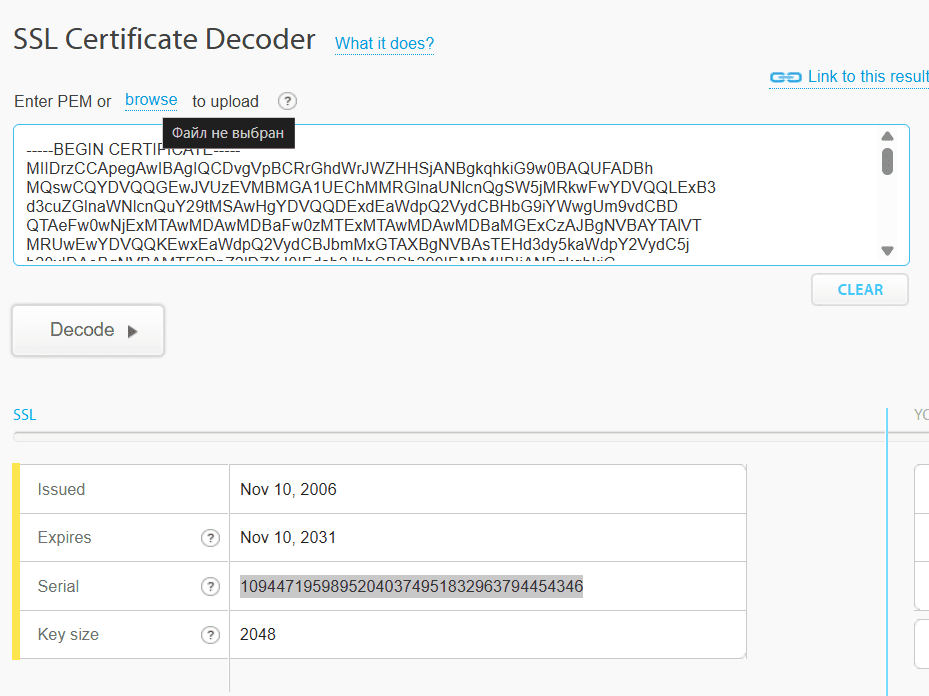 SSL Certificate Decoder What it does?
Link to this result
Enter PEM or browse to upload ?
Файл не выбран
-----BEGIN CERTIFICATE-----
MIIDrzCCApegAwIBAgIQCDvgVpBCRrGhdWrJWZHHSjANBgkqhkiG9w0BAQUFADBh
MQswCQYDVQQGEwJVUzEVMBMGA1UEChMMRGlnaUNlcnQgSW5jMRkwFwYDVQQLExB3
d3cuZGlnaWNlcnQuY29tMSAwHgYDVQQDExdEaWdpQ2VydCBHbG9iYWwgUm9vdCBD
QTAeFw0wNjExMTAwMDAwMDBaFw0zMTExMTAwMDAwMDBaMGExCzAJBgNVBAYTAlVT
MRUwEwYDVQQKEwxEaWdpQ2VydCBJbmMxGTAXBgNVBAsTEHd3dy5kaWdpY2VydC5j
CLEAR
Decode
SSL
YO
Issued Nov 10, 2006
Expires ? Nov 10, 2031
Serial ? 10944719598952040374951832963794454346
Key size ? 2048